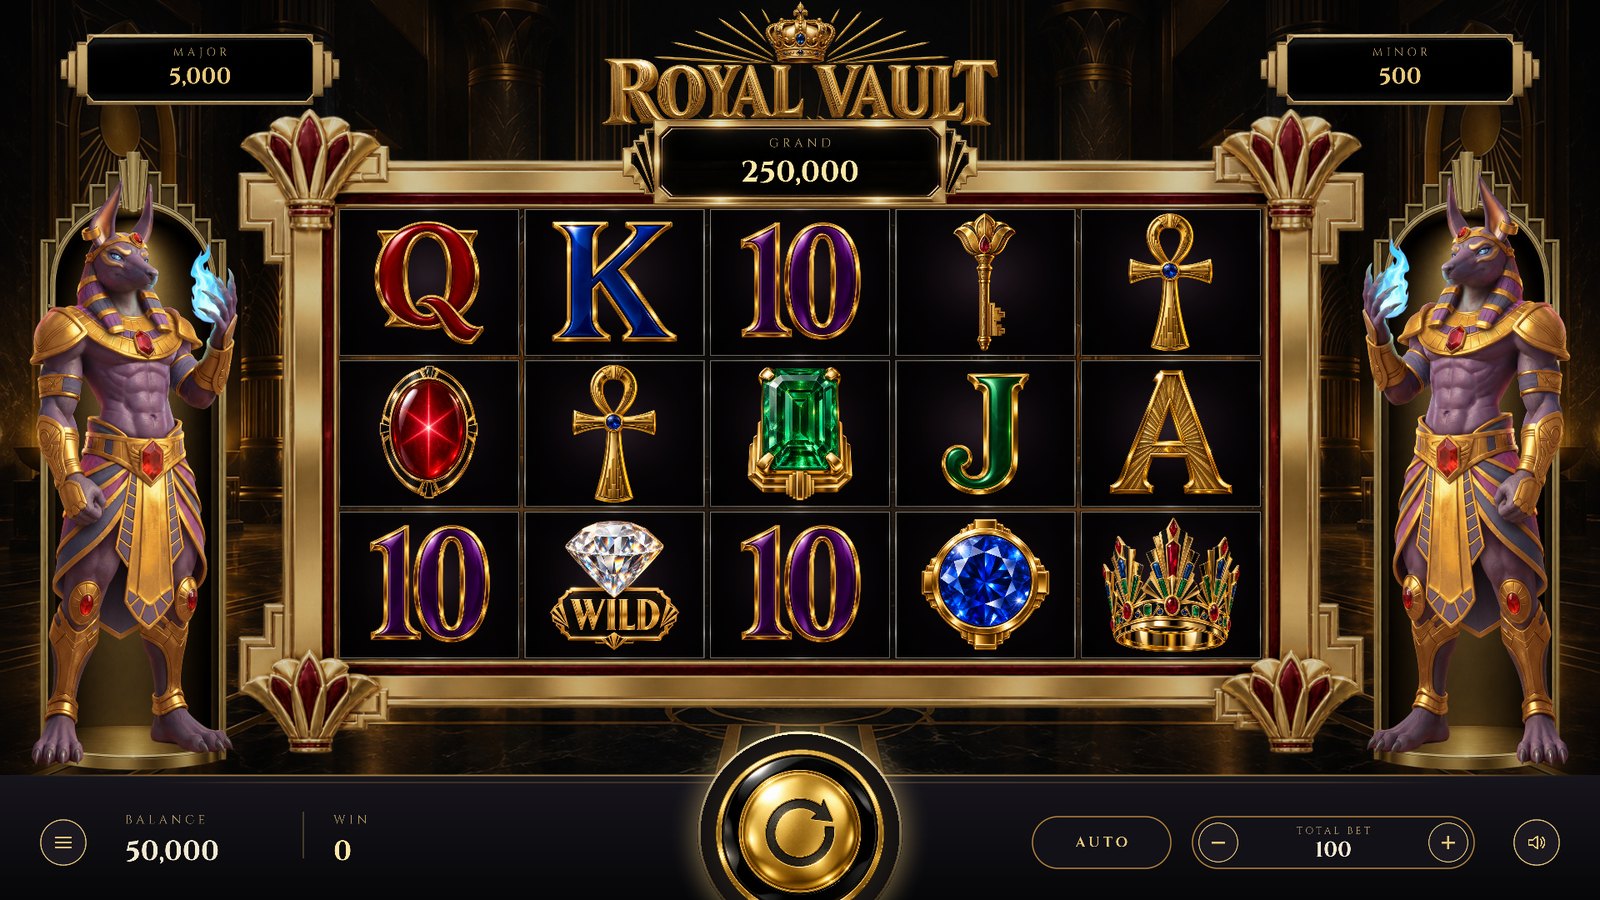 MAJOR
5,000
ROYAL VAULT
MINOR
500
GRAND
250,000
Q K 10
J A
10 WILD 10
BALANCE
50,000
WIN
0
AUTO
TOTAL BET
100